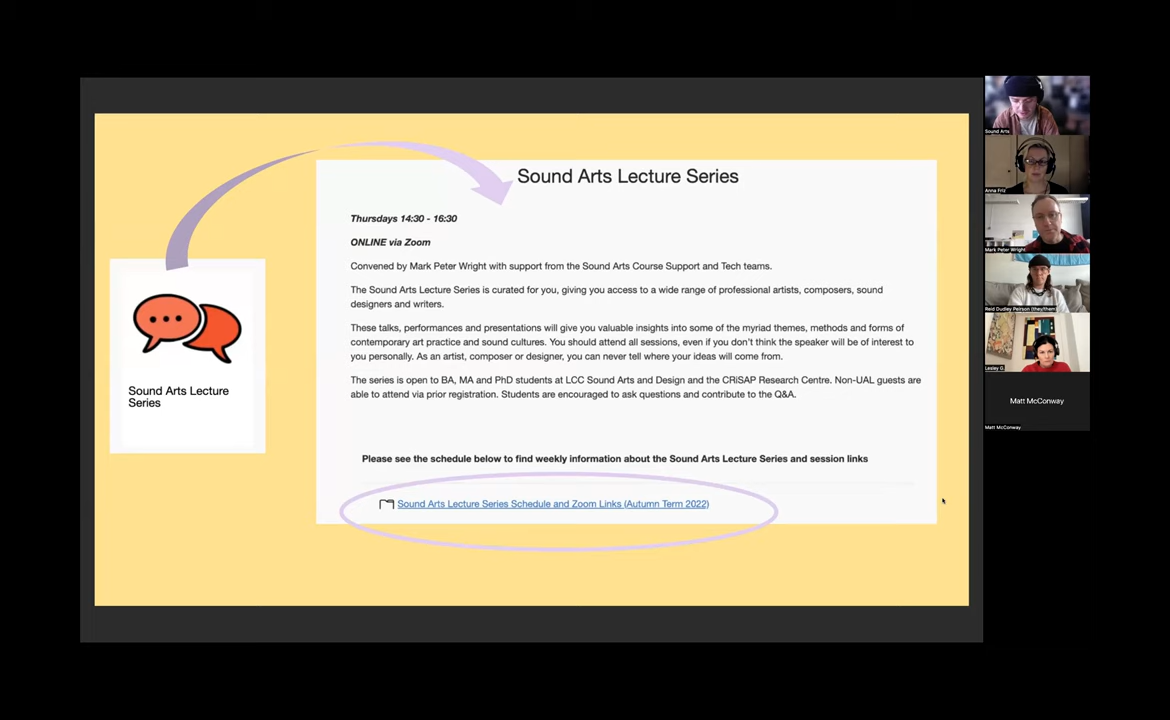 Sound Arts Lecture Series
Thursdays 14:30 - 16:30
ONLINE via Zoom
Convened by Mark Peter Wright with support from the Sound Arts Course Support and Tech teams.
The Sound Arts Lecture Series is curated for you, giving you access to a wide range of professional artists, composers, sound
designers and writers.
These talks, performances and presentations will give you valuable insights into some of the myriad themes, methods and forms of
contemporary art practice and sound cultures. You should attend all sessions, even if you don't think the speaker will be of interest to
you personally. As an artist, composer or designer, you can never tell where your ideas will come from.
The series is open to BA, MA and PhD students at LCC Sound Arts and Design and the CRiSAP Research Centre. Non-UAL guests are
able to attend via prior registration. Students are encouraged to ask questions and contribute to the Q&A.
Please see the schedule below to find weekly information about the Sound Arts Lecture Series and session links
Sound Arts Lecture Series Schedule and Zoom Links (Autumn Term 2022)
Sound Arts Lecture
Series
Sound Arts
Anna Friz
Mark Peter Wright
Reid Dudley Peirson (they/them)
Lesley G
Matt McConway
Matt McConway